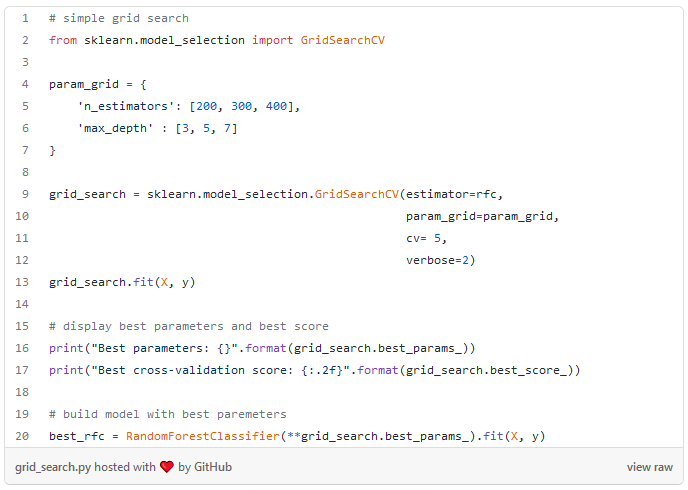 1 # simple grid search
2 from sklearn.model_selection import GridSearchCV
3
4 param_grid = {
5     'n_estimators': [200, 300, 400],
6     'max_depth' : [3, 5, 7]
7 }
8
9 grid_search = sklearn.model_selection.GridSearchCV(estimator=rfc,
10                                                    param_grid=param_grid,
11                                                    cv= 5,
12                                                    verbose=2)
13 grid_search.fit(X, y)
14
15 # display best parameters and best score
16 print("Best parameters: {}".format(grid_search.best_params_))
17 print("Best cross-validation score: {:.2f}".format(grid_search.best_score_))
18
19 # build model with best paremeters
20 best_rfc = RandomForestClassifier(**grid_search.best_params_).fit(X, y)
grid_search.py hosted with ❤ by GitHub view raw